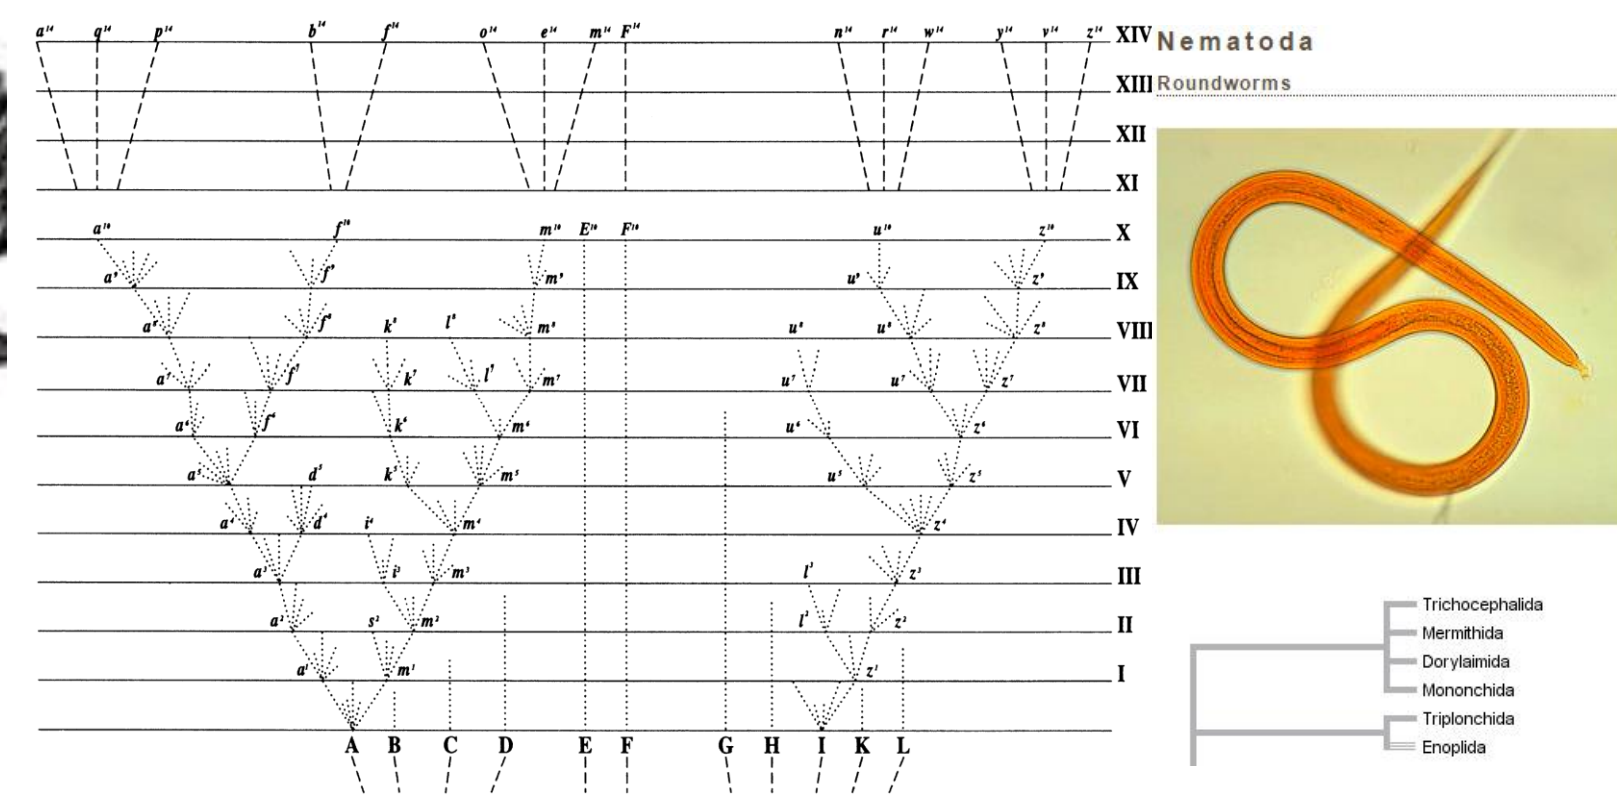 a¹⁴ q¹⁴ p¹⁴ b¹⁴ f¹⁴ o¹⁴ e¹⁴ m¹⁴ F¹⁴ n¹⁴ r¹⁴ w¹⁴ y¹⁴ v¹⁴ z¹⁴ XIV
XIII
XII
XI
a¹⁰ f¹⁰ m¹⁰ E¹⁰ F¹⁰ u¹⁰ z¹⁰ X
a⁹ f⁹ m⁹ u⁹ z⁹ IX
a⁸ f⁸ k⁸ l⁸ m⁸ u⁸ u⁸ z⁸ VIII
a⁷ f⁷ k⁷ l⁷ m⁷ u⁷ u⁷ z⁷ VII
a⁶ f⁶ k⁶ m⁶ u⁶ z⁶ VI
a⁵ d⁵ k⁵ m⁵ u⁵ z⁵ V
a⁴ d⁴ i⁴ m⁴ z⁴ IV
a³ i³ m³ l³ z³ III
a² s² m² l² z² II
a¹ m¹ z¹ I
A B C D E F G H I K L
Nematoda
Roundworms
Trichocephalida
Mermithida
Dorylaimida
Mononchida
Triplonchida
Enoplida